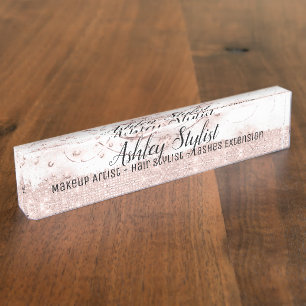 Ashley Stylist
Makeup Artist - Hair Stylist - Lashes Extension